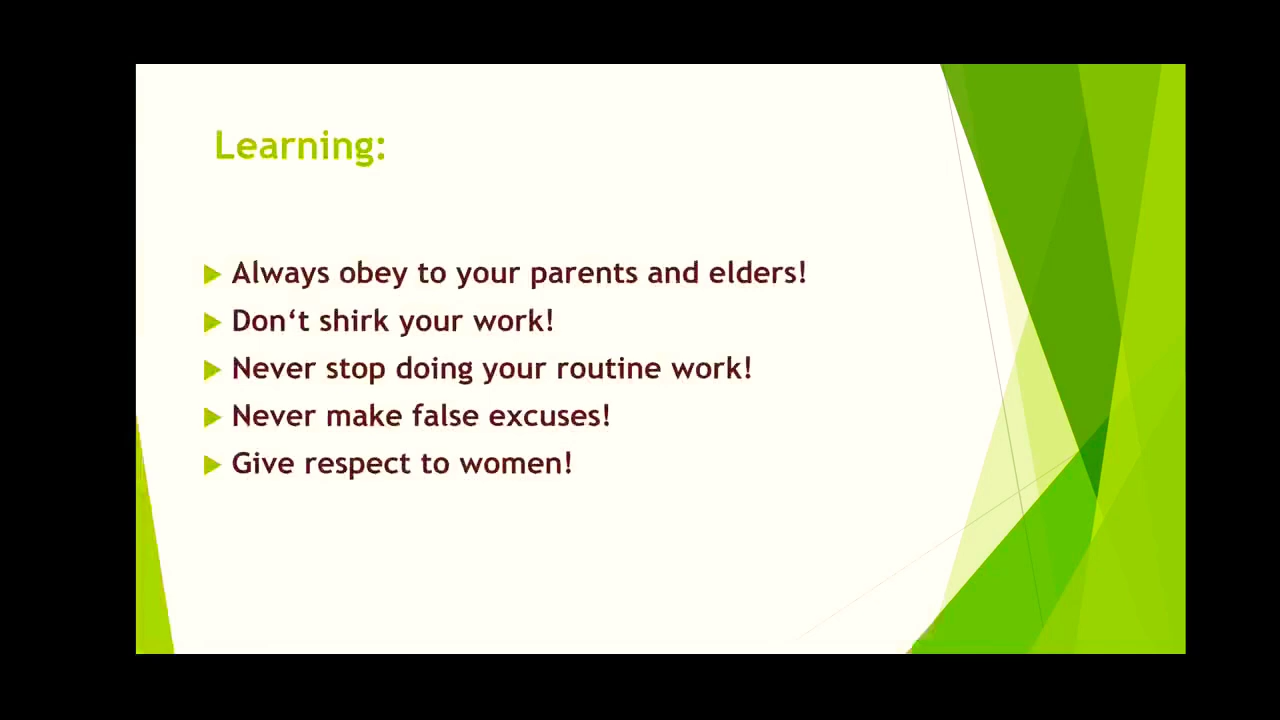 Learning:
Always obey to your parents and elders!
Don‘t shirk your work!
Never stop doing your routine work!
Never make false excuses!
Give respect to women!